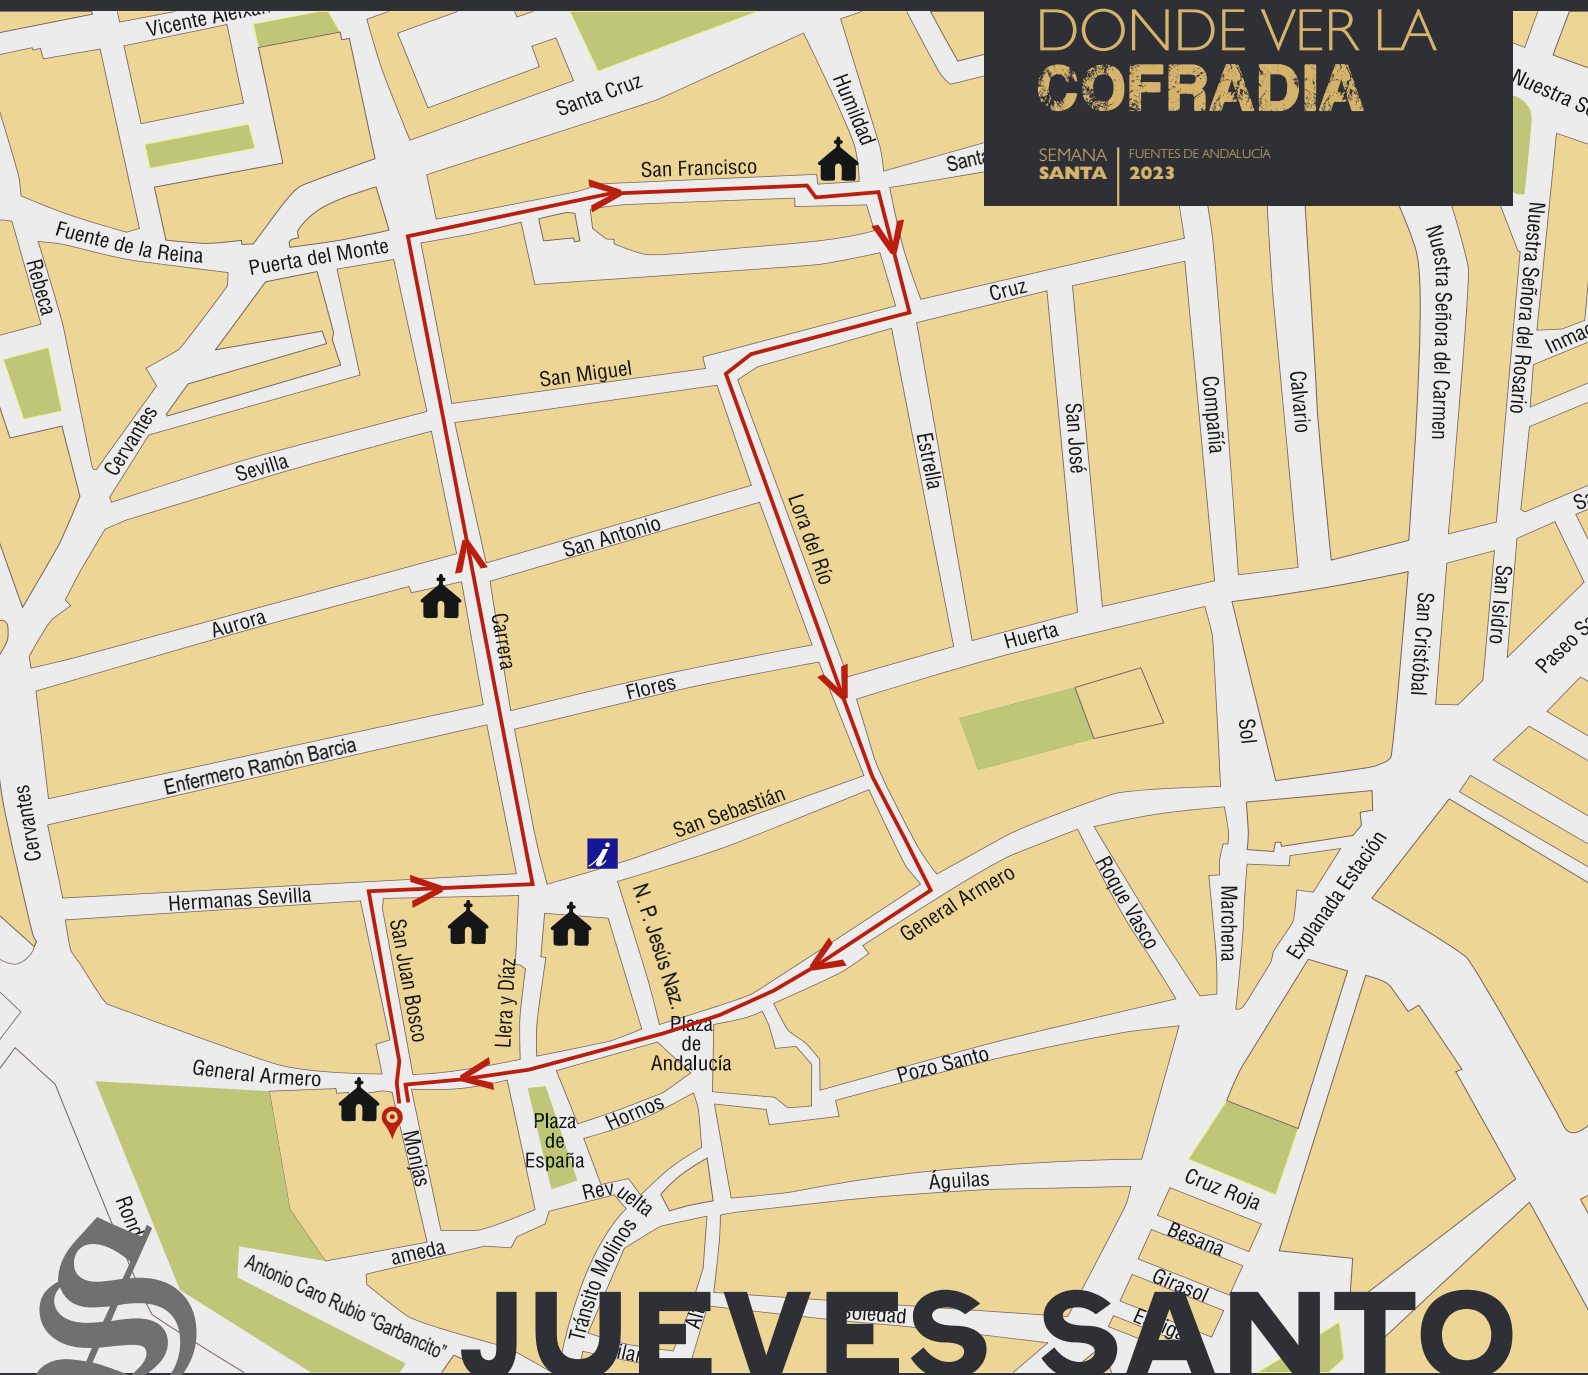 DONDE VER LA
COFRADIA
SEMANA
SANTA
FUENTES DE ANDALUCÍA
2023
Santa Cruz
Humildad
San Francisco
Santa
Nuestra
Fuente de la Reina
Puerta del Monte
Rebeca
Cruz
San Miguel
Cervantes
Sevilla
Estrella
San José
Compañía
Calvario
Nuestra Señora del Carmen
Nuestra Señora del Rosario
San Antonio
Lora del Río
Aurora
Carrera
Huerta
San Cristóbal
San Isidro
Paseo
Flores
Sol
Enfermero Ramón Barcia
San Sebastián
Cervantes
i
Hermanas Sevilla
N. P. Jesús Naz.
General Armero
Roque Vasco
Marchena
Explanada Estación
San Juan Bosco
Llera y Díaz
Plaza
de
Andalucía
General Armero
Pozo Santo
Hornos
Plaza
de
España
Monjas
Revuelta
Águilas
Cruz Roja
Besana
Girasol
ameda
Antonio Caro Rubio “Garbancito”
Tránsito Molinos
Soledad
JUEVES SANTO